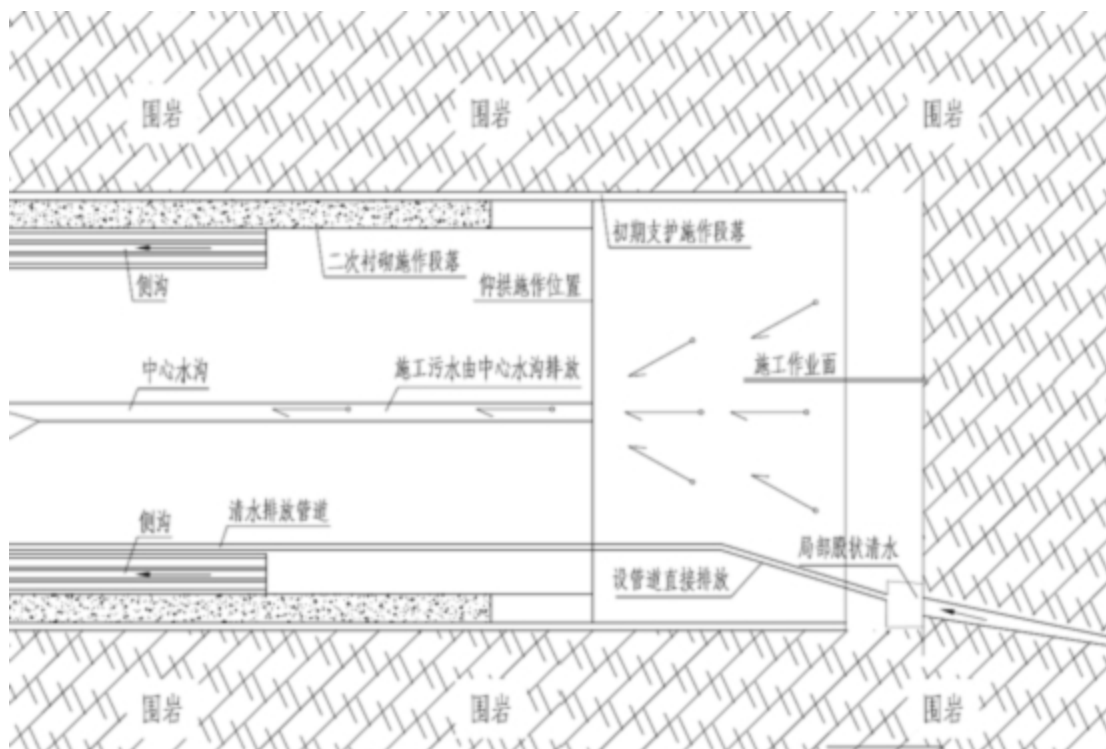 围岩
围岩
围岩
初期支护施作段落
二次衬砌施作段落
侧沟
仰拱施作位置
中心水沟
施工污水由中心水沟排放
施工作业面
侧沟
清水排放管道
局部股状清水
设管道直接排放
围岩
围岩
围岩